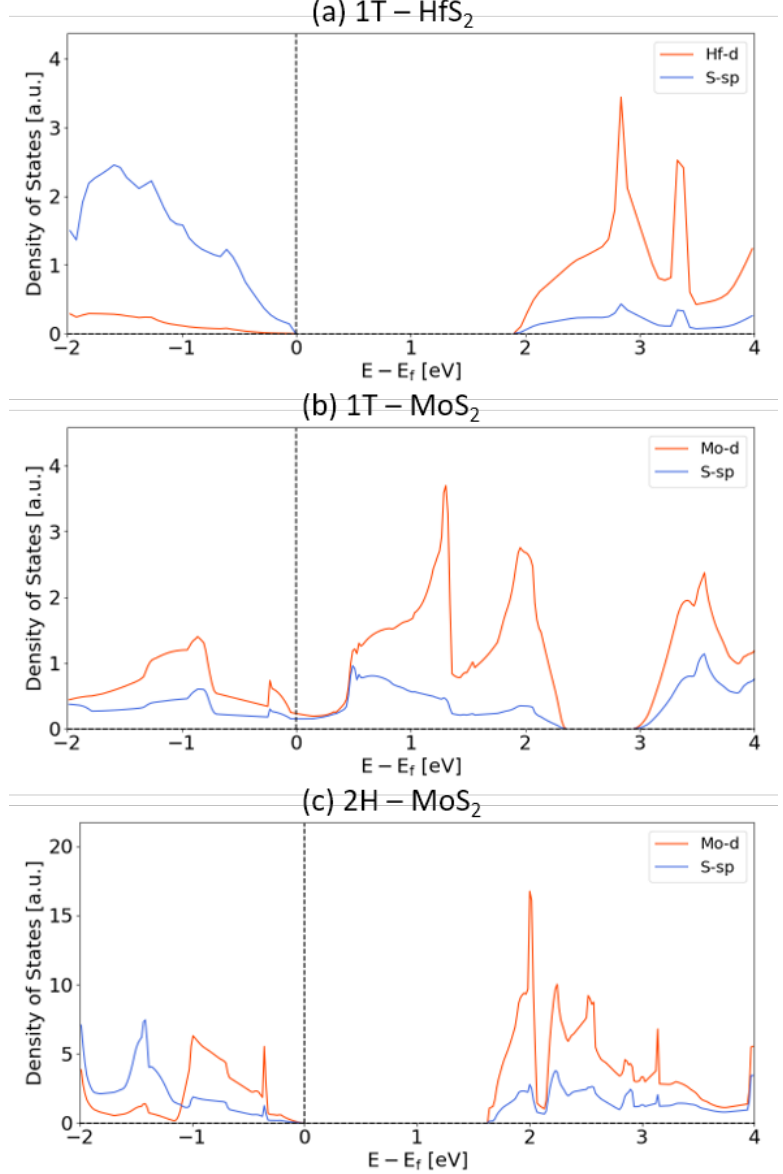 (a) 1T – HfS₂
Density of States [a.u.]
4
3
2
1
0
Hf-d
S-sp
−2 −1 0 1 2 3 4
E − E_f [eV]
(b) 1T – MoS₂
Density of States [a.u.]
4
3
2
1
0
Mo-d
S-sp
−2 −1 0 1 2 3 4
E − E_f [eV]
(c) 2H – MoS₂
Density of States [a.u.]
20
15
10
5
0
Mo-d
S-sp
−2 −1 0 1 2 3 4
E − E_f [eV]